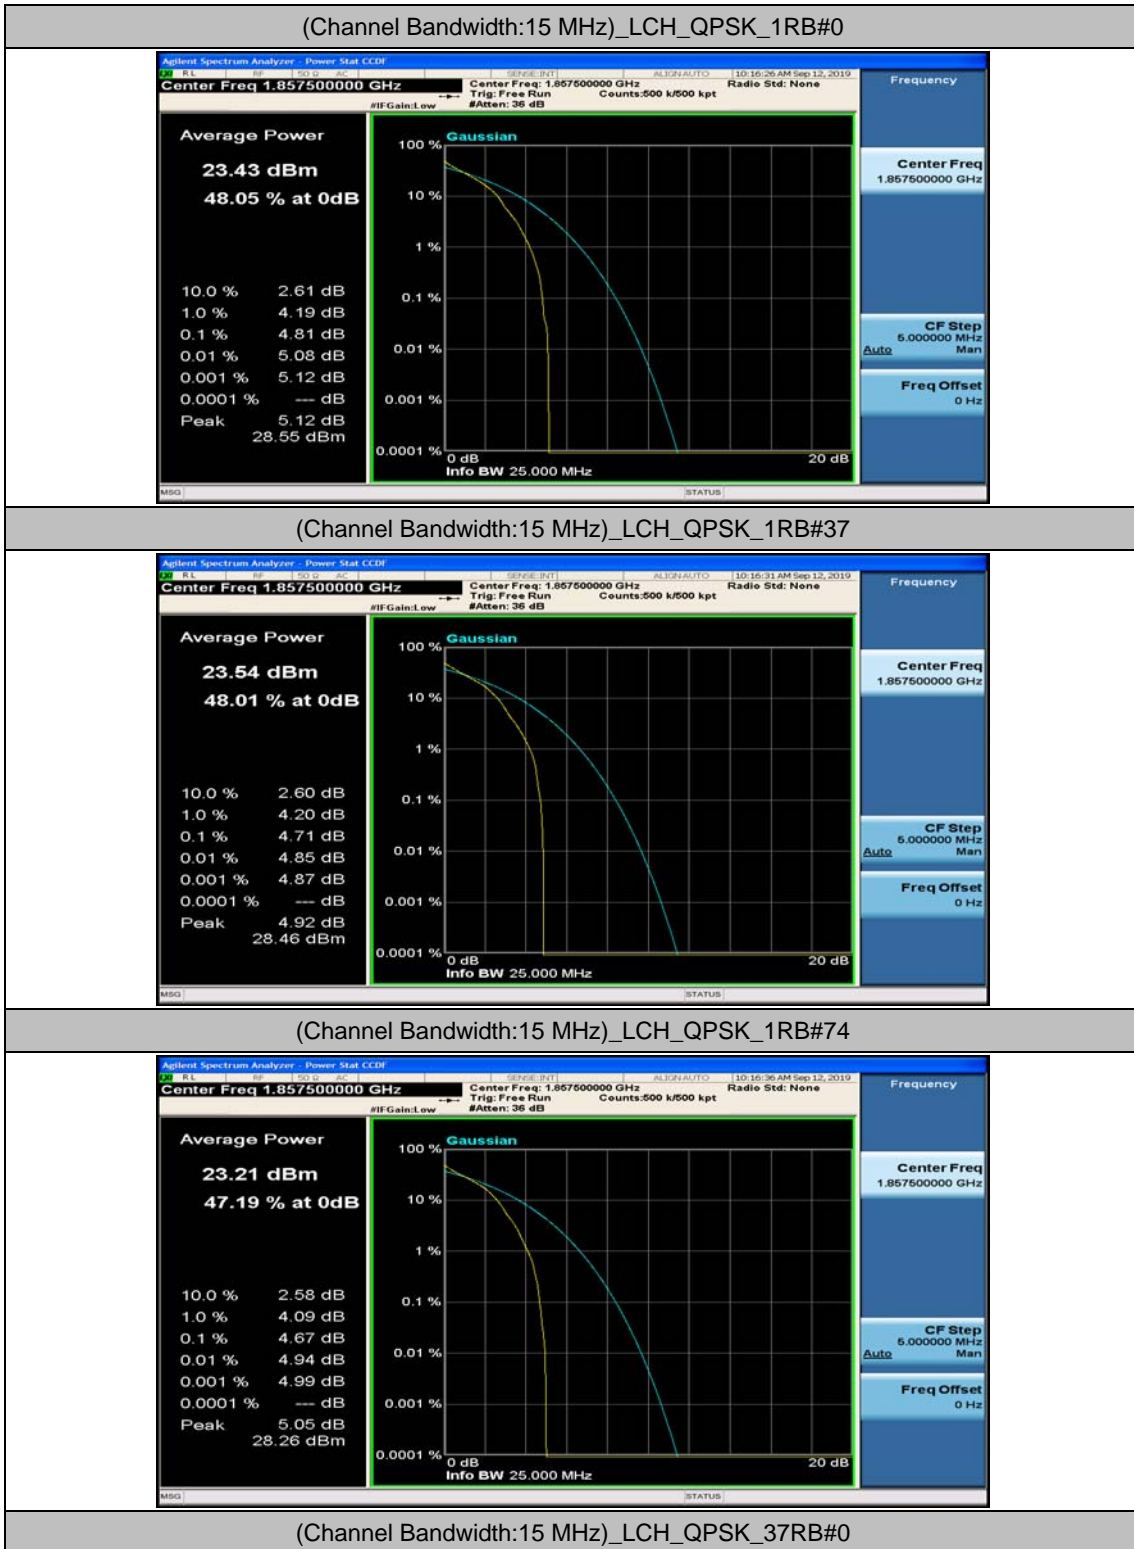 (Channel Bandwidth:15 MHz)_LCH_QPSK_1RB#0
Agilent Spectrum Analyzer - Power Stat CCDF
RL RF 50 Ω AC SENSE:INT ALIGN AUTO 10:16:26 AM Sep 12, 2019
Center Freq 1.857500000 GHz
Center Freq: 1.857500000 GHz
Radio Std: None
Trig: Free Run
Counts:500 k/500 kpt
#IFGain:Low
#Atten: 36 dB
Frequency
Average Power
23.43 dBm
48.05 % at 0dB
10.0 % 2.61 dB
1.0 % 4.19 dB
0.1 % 4.81 dB
0.01 % 5.08 dB
0.001 % 5.12 dB
0.0001 % --- dB
Peak 5.12 dB
28.55 dBm
Gaussian
100 %
10 %
1 %
0.1 %
0.01 %
0.001 %
0.0001 %
0 dB
20 dB
Info BW 25.000 MHz
Center Freq
1.857500000 GHz
CF Step
5.000000 MHz
Auto Man
Freq Offset
0 Hz
MSG
STATUS
(Channel Bandwidth:15 MHz)_LCH_QPSK_1RB#37
Agilent Spectrum Analyzer - Power Stat CCDF
RL RF 50 Ω AC SENSE:INT ALIGN AUTO 10:16:31 AM Sep 12, 2019
Center Freq 1.857500000 GHz
Center Freq: 1.857500000 GHz
Radio Std: None
Trig: Free Run
Counts:500 k/500 kpt
#IFGain:Low
#Atten: 36 dB
Frequency
Average Power
23.54 dBm
48.01 % at 0dB
10.0 % 2.60 dB
1.0 % 4.20 dB
0.1 % 4.71 dB
0.01 % 4.85 dB
0.001 % 4.87 dB
0.0001 % --- dB
Peak 4.92 dB
28.46 dBm
Gaussian
100 %
10 %
1 %
0.1 %
0.01 %
0.001 %
0.0001 %
0 dB
20 dB
Info BW 25.000 MHz
Center Freq
1.857500000 GHz
CF Step
5.000000 MHz
Auto Man
Freq Offset
0 Hz
MSG
STATUS
(Channel Bandwidth:15 MHz)_LCH_QPSK_1RB#74
Agilent Spectrum Analyzer - Power Stat CCDF
RL RF 50 Ω AC SENSE:INT ALIGN AUTO 10:16:36 AM Sep 12, 2019
Center Freq 1.857500000 GHz
Center Freq: 1.857500000 GHz
Radio Std: None
Trig: Free Run
Counts:500 k/500 kpt
#IFGain:Low
#Atten: 36 dB
Frequency
Average Power
23.21 dBm
47.19 % at 0dB
10.0 % 2.58 dB
1.0 % 4.09 dB
0.1 % 4.67 dB
0.01 % 4.94 dB
0.001 % 4.99 dB
0.0001 % --- dB
Peak 5.05 dB
28.26 dBm
Gaussian
100 %
10 %
1 %
0.1 %
0.01 %
0.001 %
0.0001 %
0 dB
20 dB
Info BW 25.000 MHz
Center Freq
1.857500000 GHz
CF Step
5.000000 MHz
Auto Man
Freq Offset
0 Hz
MSG
STATUS
(Channel Bandwidth:15 MHz)_LCH_QPSK_37RB#0